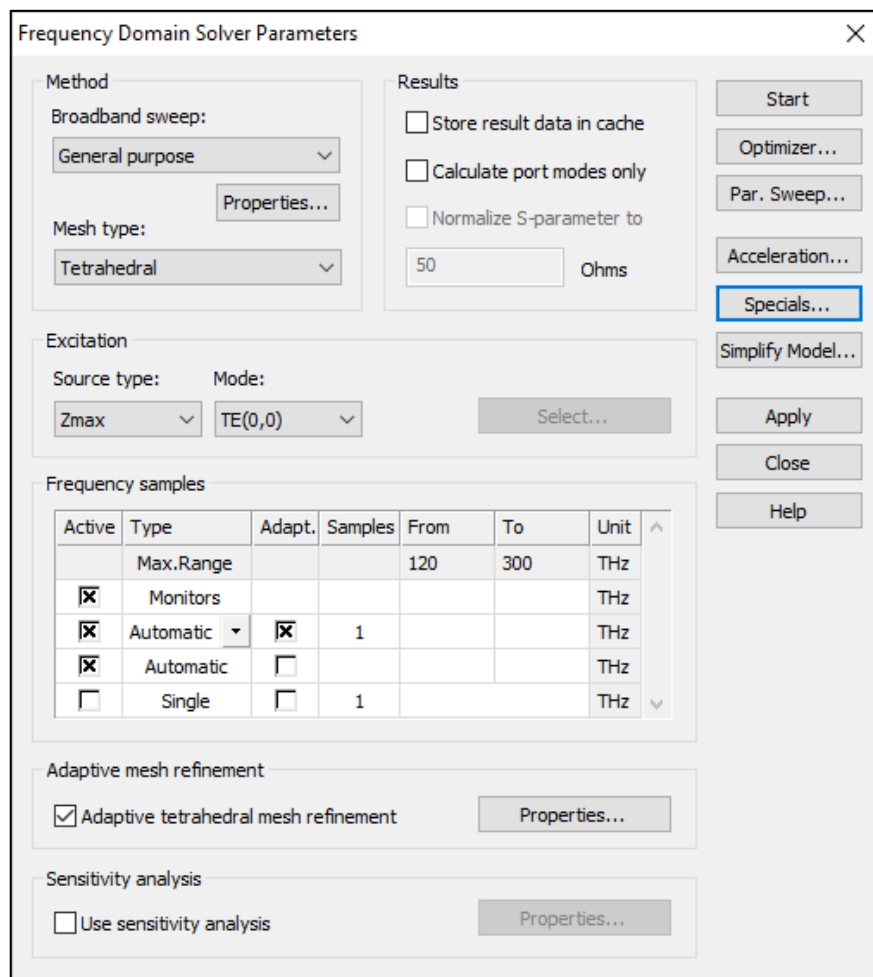 Frequency Domain Solver Parameters
Method
Broadband sweep:
General purpose
Properties...
Mesh type:
Tetrahedral
Results
Store result data in cache
Calculate port modes only
Normalize S-parameter to
50 Ohms
Start
Optimizer...
Par. Sweep...
Acceleration...
Specials...
Simplify Model...
Apply
Close
Help
Excitation
Source type: Mode:
Zmax TE(0,0) Select...
Frequency samples
Active Type Adapt. Samples From To Unit
Max.Range 120 300 THz
Monitors THz
Automatic 1 THz
Automatic THz
Single 1 THz
Adaptive mesh refinement
Adaptive tetrahedral mesh refinement Properties...
Sensitivity analysis
Use sensitivity analysis Properties...